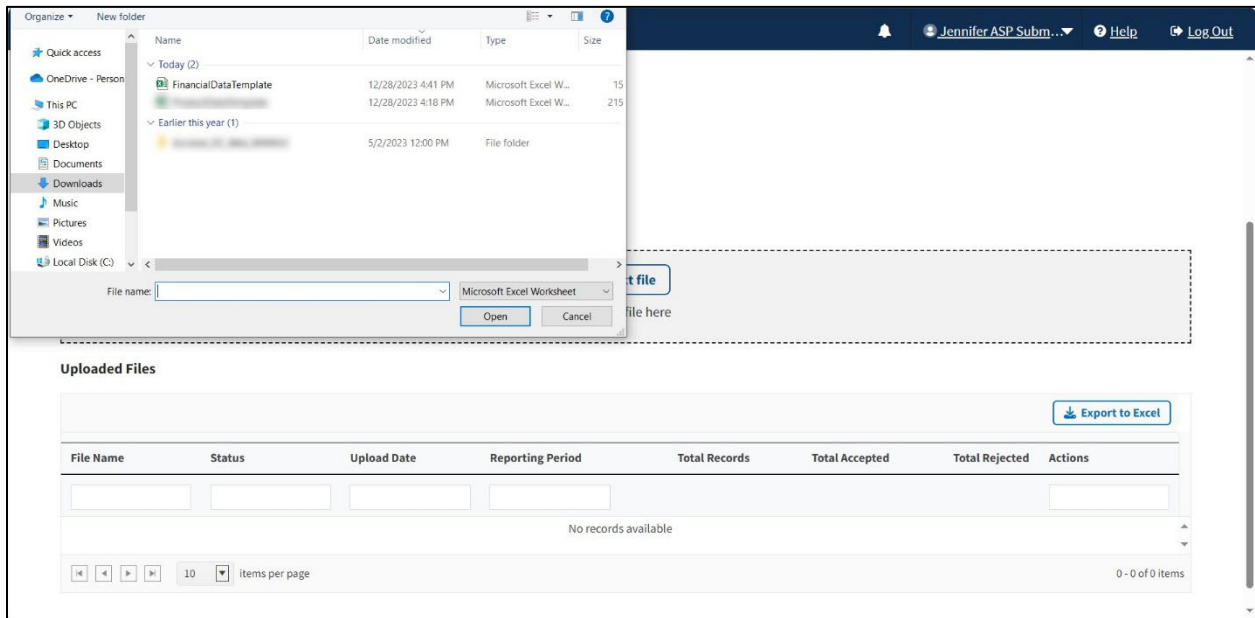 Organize New folder
Jennifer ASP Subm... Help Log Out
Quick access
OneDrive - Person
This PC
3D Objects
Desktop
Documents
Downloads
Music
Pictures
Videos
Local Disk (C:)
Name Date modified Type Size
Today (2)
FinancialDataTemplate 12/28/2023 4:41 PM Microsoft Excel W... 15
12/28/2023 4:18 PM Microsoft Excel W... 215
Earlier this year (1)
5/2/2023 12:00 PM File folder
File name: Microsoft Excel Worksheet
Open Cancel
t file
file here
Uploaded Files
Export to Excel
File Name Status Upload Date Reporting Period Total Records Total Accepted Total Rejected Actions
No records available
10 items per page 0 - 0 of 0 items